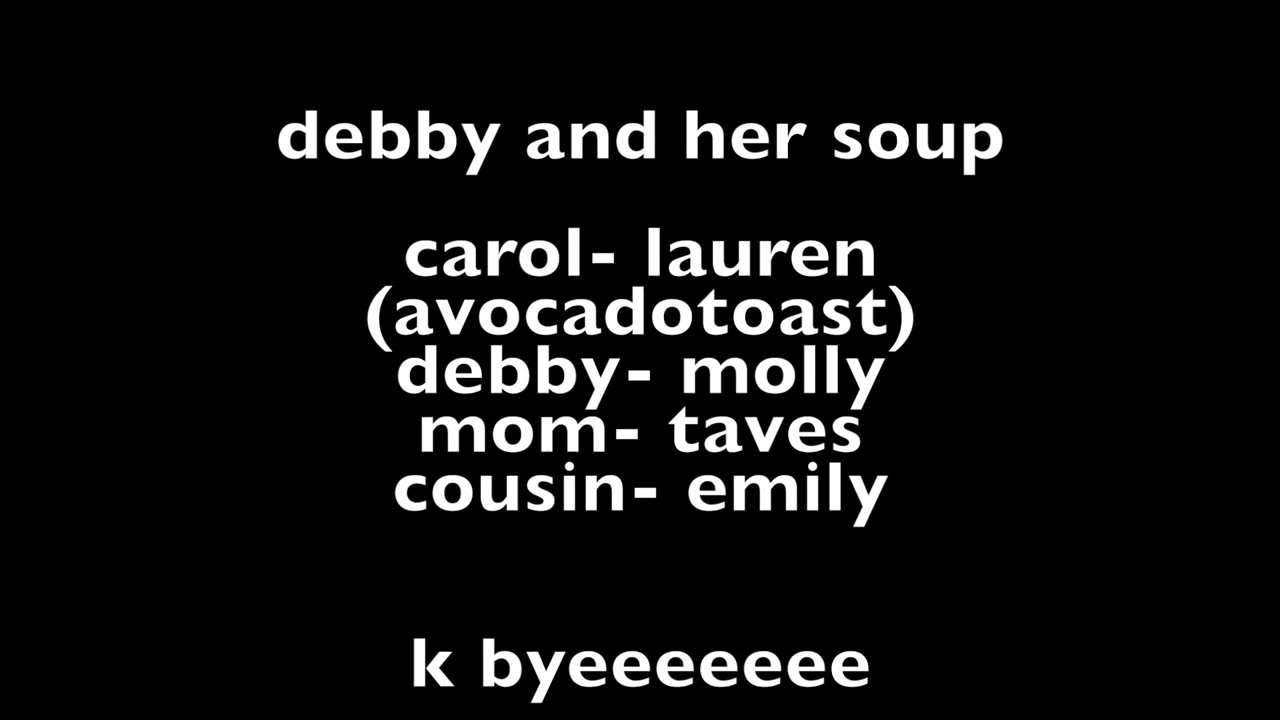 debby and her soup
carol- lauren
(avocadotoast)
debby- molly
mom- taves
cousin- emily
k byeeeeeee